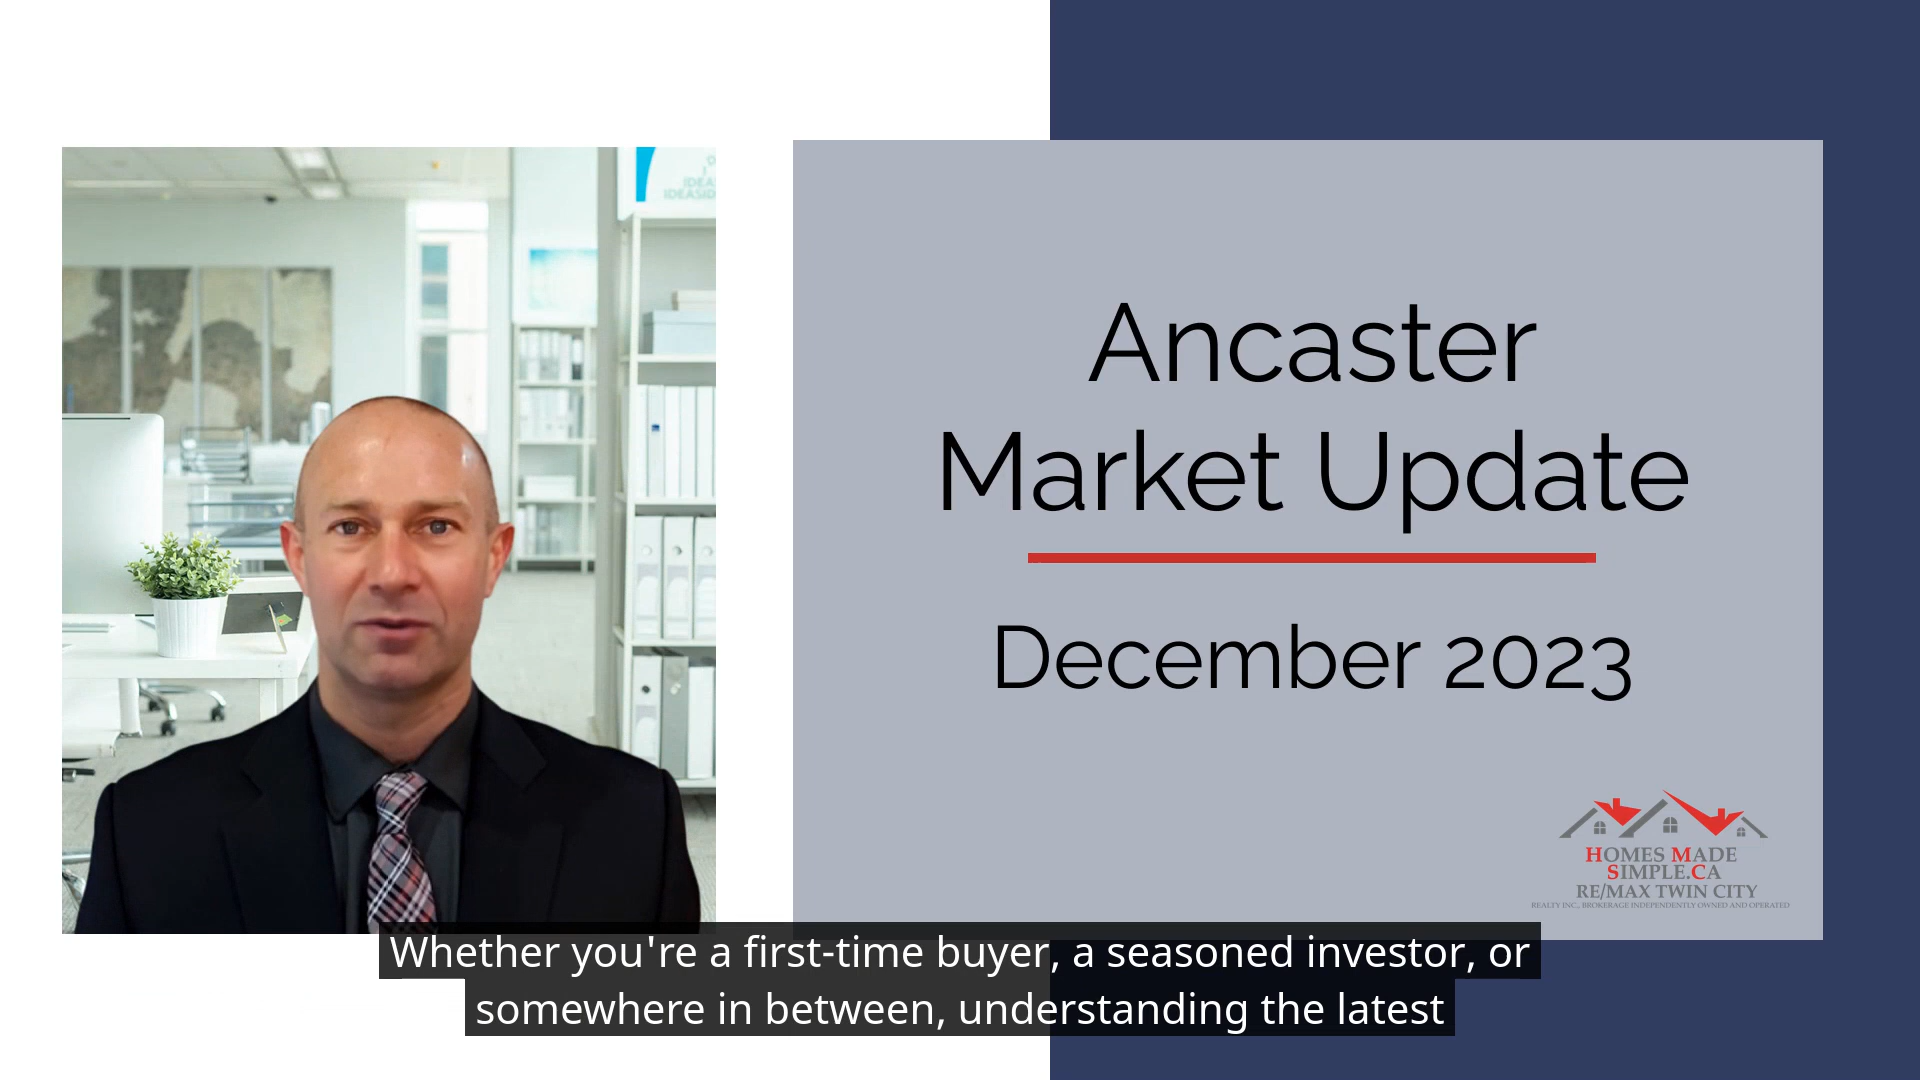 Ancaster
Market Update
December 2023
HOMES MADE
SIMPLE.CA
RE/MAX TWIN CITY
REALTY INC., BROKERAGE INDEPENDENTLY OWNED AND OPERATED
Whether you're a first-time buyer, a seasoned investor, or
somewhere in between, understanding the latest